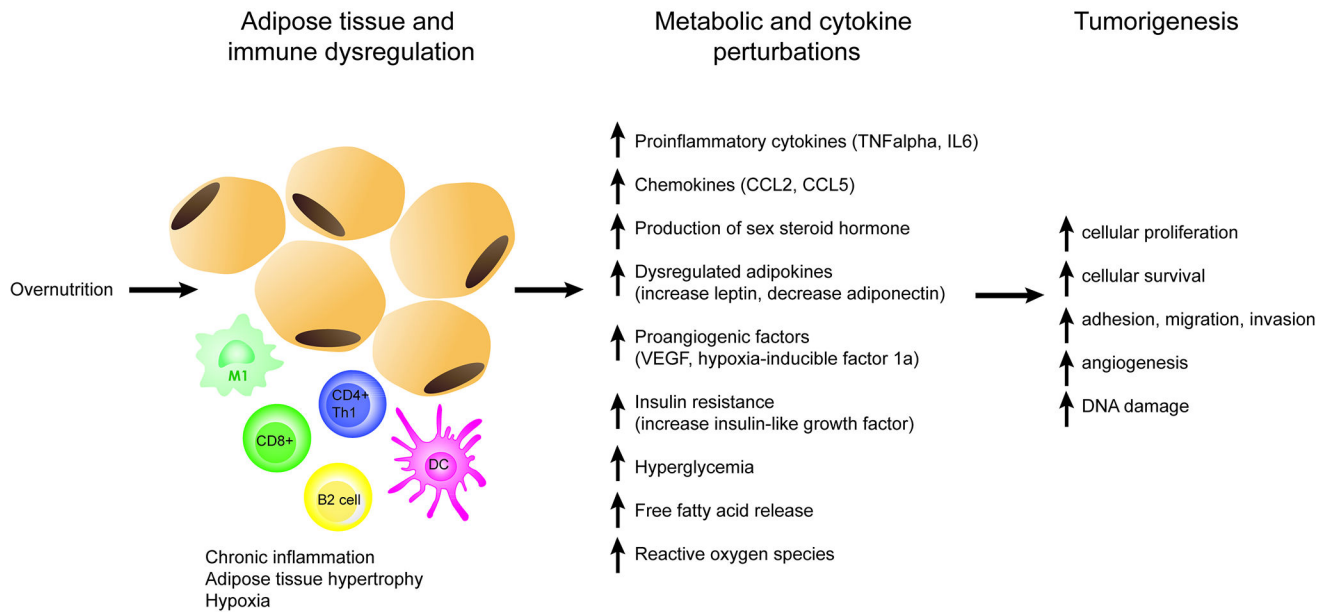 Adipose tissue and
immune dysregulation
Metabolic and cytokine
perturbations
Tumorigenesis
Overnutrition
M1
CD4+
Th1
CD8+
DC
B2 cell
Chronic inflammation
Adipose tissue hypertrophy
Hypoxia
Proinflammatory cytokines (TNFalpha, IL6)
Chemokines (CCL2, CCL5)
Production of sex steroid hormone
Dysregulated adipokines
(increase leptin, decrease adiponectin)
Proangiogenic factors
(VEGF, hypoxia-inducible factor 1a)
Insulin resistance
(increase insulin-like growth factor)
Hyperglycemia
Free fatty acid release
Reactive oxygen species
cellular proliferation
cellular survival
adhesion, migration, invasion
angiogenesis
DNA damage